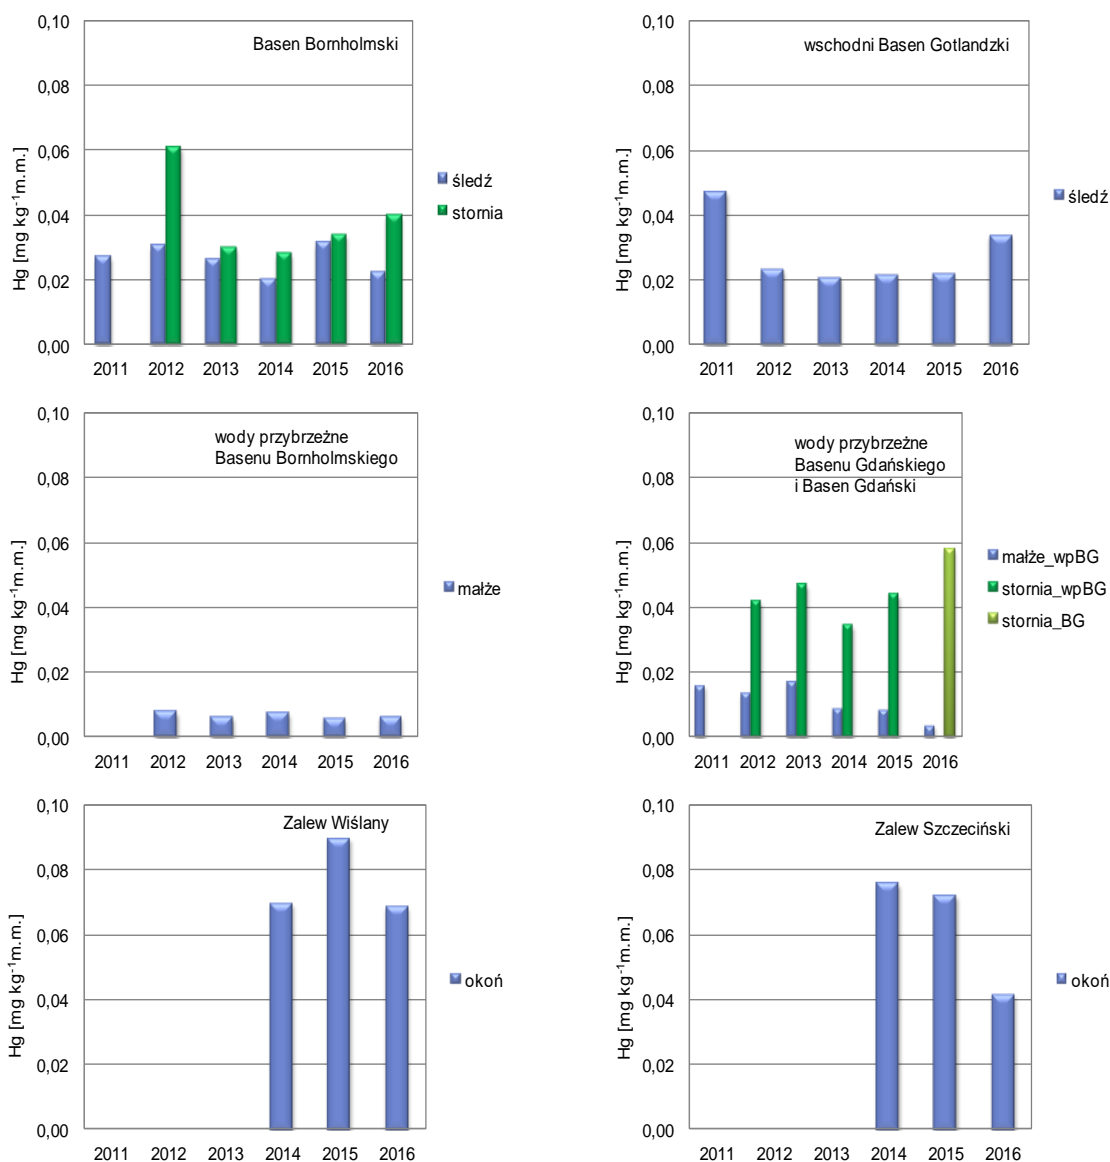 0,10
0,08
0,06
0,04
0,02
0,00
Hg [mg kg⁻¹m.m.]
Basen Bornholmski
2011 2012 2013 2014 2015 2016
śledź
stornia
0,10
0,08
0,06
0,04
0,02
0,00
Hg [mg kg⁻¹m.m.]
wschodni Basen Gotlandzki
2011 2012 2013 2014 2015 2016
śledź
0,10
0,08
0,06
0,04
0,02
0,00
Hg [mg kg⁻¹m.m.]
wody przybrzeżne
Basenu Bornholmskiego
2011 2012 2013 2014 2015 2016
małże
0,10
0,08
0,06
0,04
0,02
0,00
Hg [mg kg⁻¹m.m.]
wody przybrzeżne
Basenu Gdańskiego
i Basen Gdański
2011 2012 2013 2014 2015 2016
małże_wpBG
stornia_wpBG
stornia_BG
0,10
0,08
0,06
0,04
0,02
0,00
Hg [mg kg⁻¹m.m.]
Zalew Wiślany
2011 2012 2013 2014 2015 2016
okoń
0,10
0,08
0,06
0,04
0,02
0,00
Hg [mg kg⁻¹m.m.]
Zalew Szczeciński
2011 2012 2013 2014 2015 2016
okoń